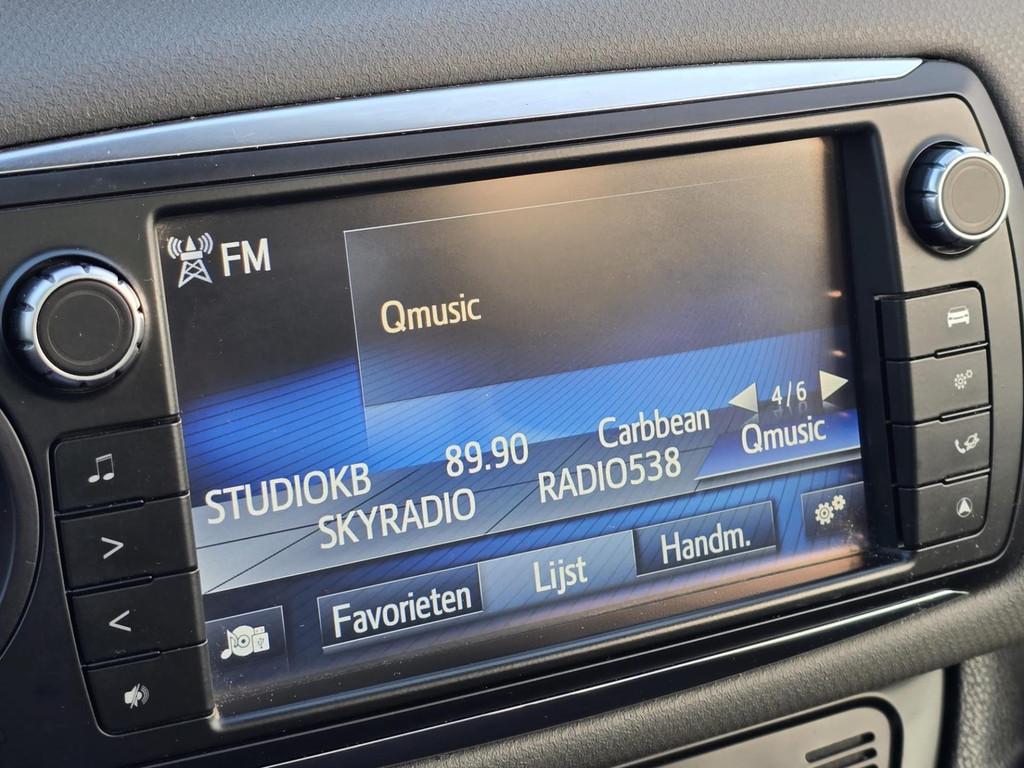 FM
Qmusic
4/6
STUDIOKB 89.90 Carbbean Qmusic
SKYRADIO RADIO538
Favorieten Lijst Handm.